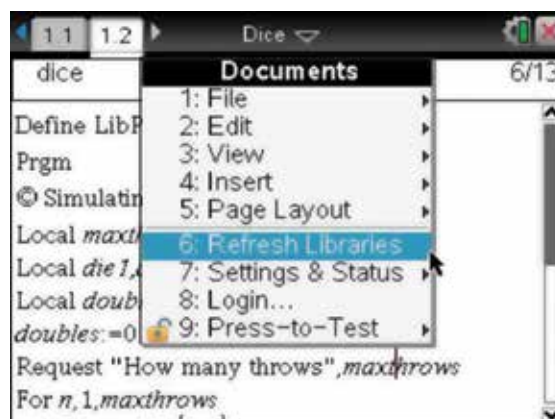 1.1 1.2 Dice
dice 6/13
Documents
1: File
2: Edit
3: View
4: Insert
5: Page Layout
6: Refresh Libraries
7: Settings & Status
8: Login...
9: Press-to-Test
Define LibP
Prgm
© Simulatin
Local maxth
Local die1,
Local doub
doubles:=0
Request "How many throws",maxthrows
For n,1,maxthrows